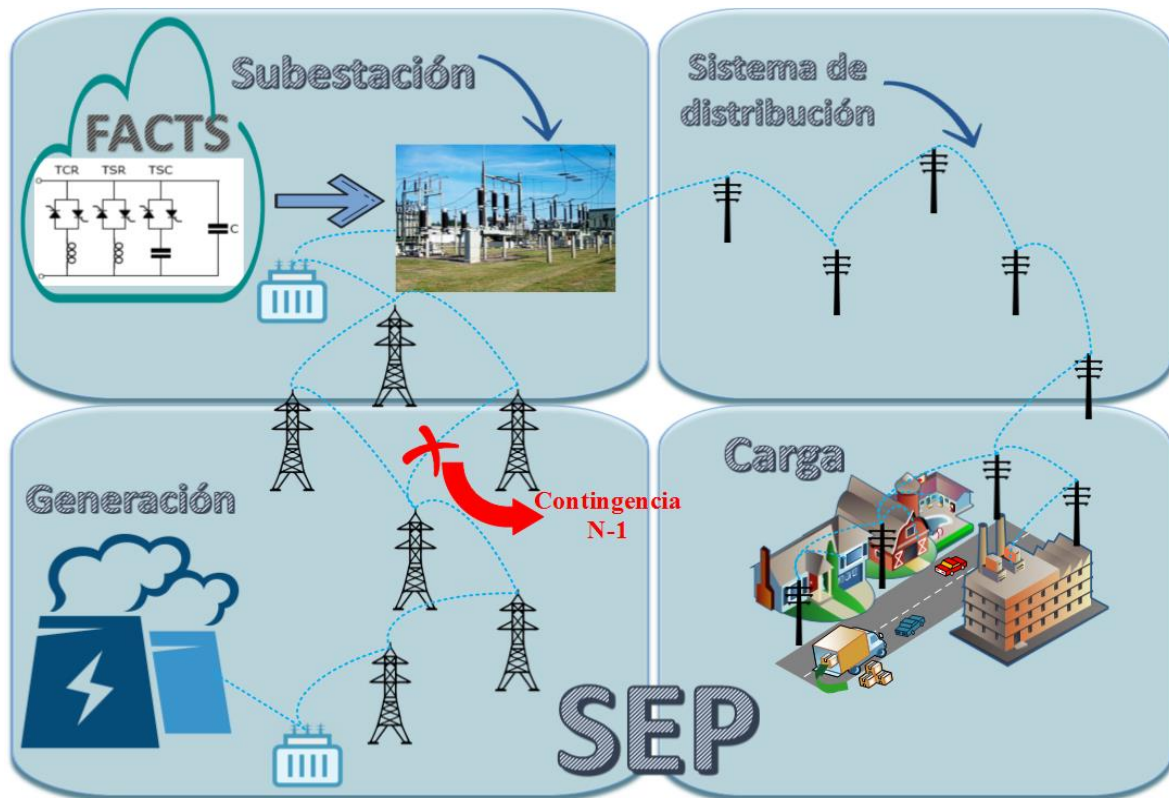 Subestación
FACTS
TCR TSR TSC
C
Sistema de
distribución
Generación
Contingencia
N-1
Carga
SEP